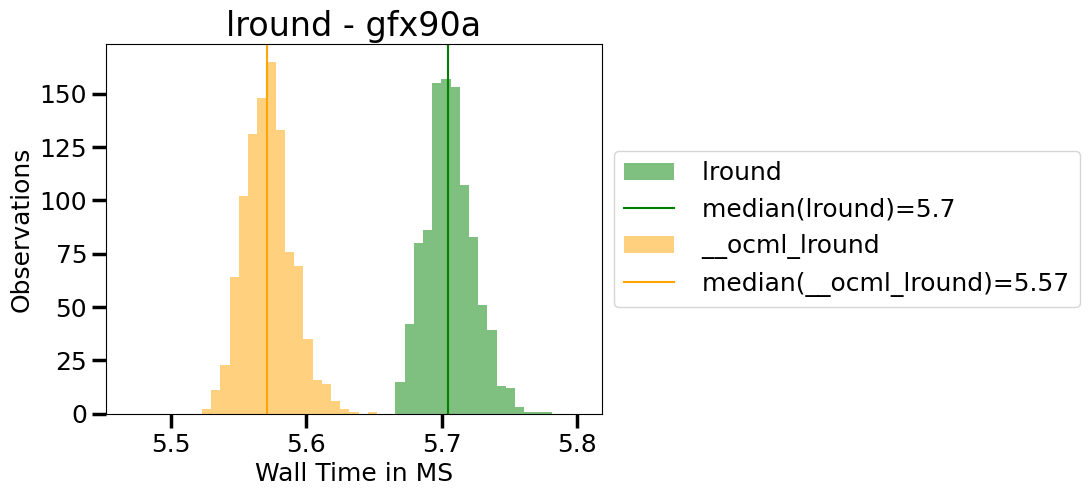 lround - gfx90a
Observations
150
125
100
75
50
25
0
5.5 5.6 5.7 5.8
Wall Time in MS
lround
median(lround)=5.7
__ocml_lround
median(__ocml_lround)=5.57